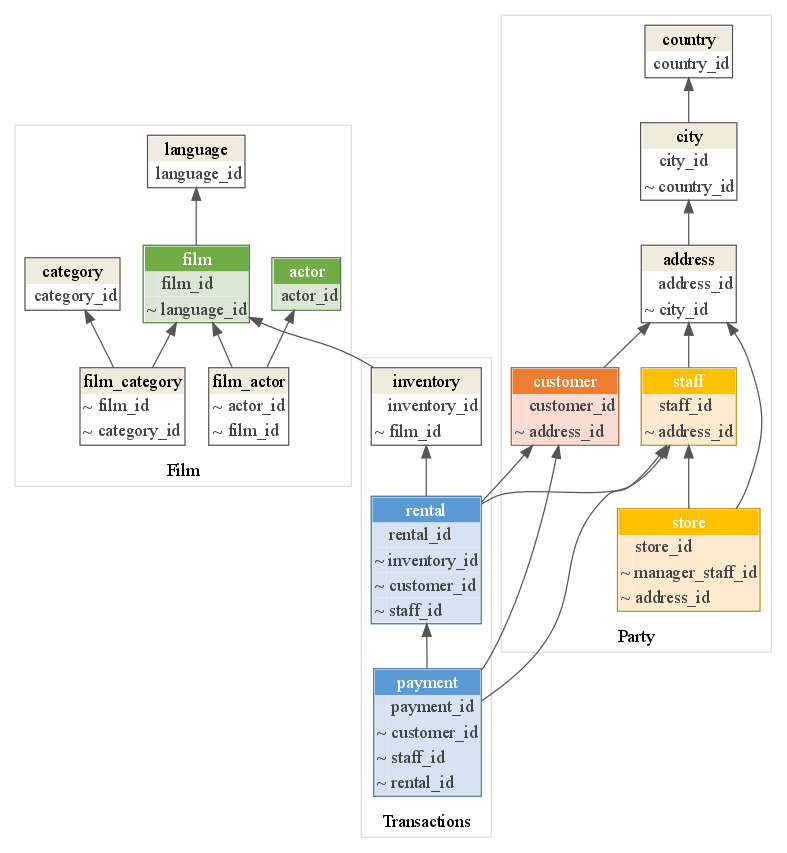 language
language_id
category
category_id
film
film_id
~ language_id
actor
actor_id
film_category
~ film_id
~ category_id
film_actor
~ actor_id
~ film_id
Film
inventory
inventory_id
~ film_id
rental
rental_id
~ inventory_id
~ customer_id
~ staff_id
payment
payment_id
~ customer_id
~ staff_id
~ rental_id
Transactions
country
country_id
city
city_id
~ country_id
address
address_id
~ city_id
customer
customer_id
~ address_id
staff
staff_id
~ address_id
store
store_id
~ manager_staff_id
~ address_id
Party